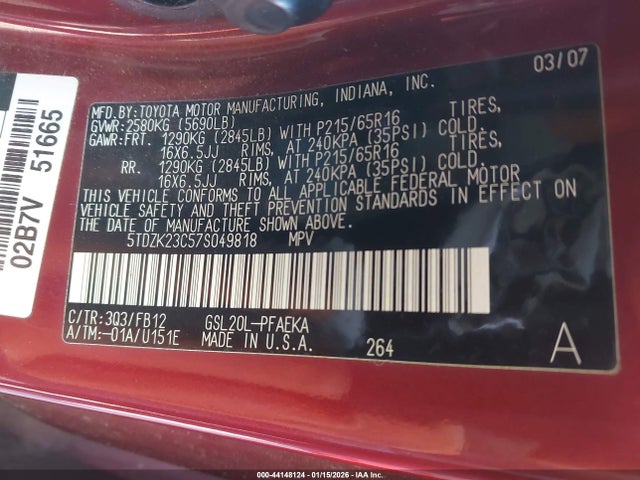 03/07
MFD.BY: TOYOTA MOTOR MANUFACTURING, INDIANA, INC.
GVWR: 2580KG (5690LB)
GAWR: FRT. 1290KG (2845LB) WITH P215/65R16 TIRES,
16X6.5JJ RIMS, AT 240KPA (35PSI) COLD.
RR. 1290KG (2845LB) WITH P215/65R16 TIRES,
16X6.5JJ RIMS, AT 240KPA (35PSI) COLD.
THIS VEHICLE CONFORMS TO ALL APPLICABLE FEDERAL MOTOR
VEHICLE SAFETY AND THEFT PREVENTION STANDARDS IN EFFECT ON
THE DATE OF MANUFACTURE SHOWN ABOVE.
5TDZK23C57S049818 MPV
C/TR: 3Q3/FB12 GSL20L-PFAEKA
A/TM: -01A/U151E MADE IN U.S.A. 264 A
02B7V 51665
000-44148124 - 01/15/2026 - IAA Inc.